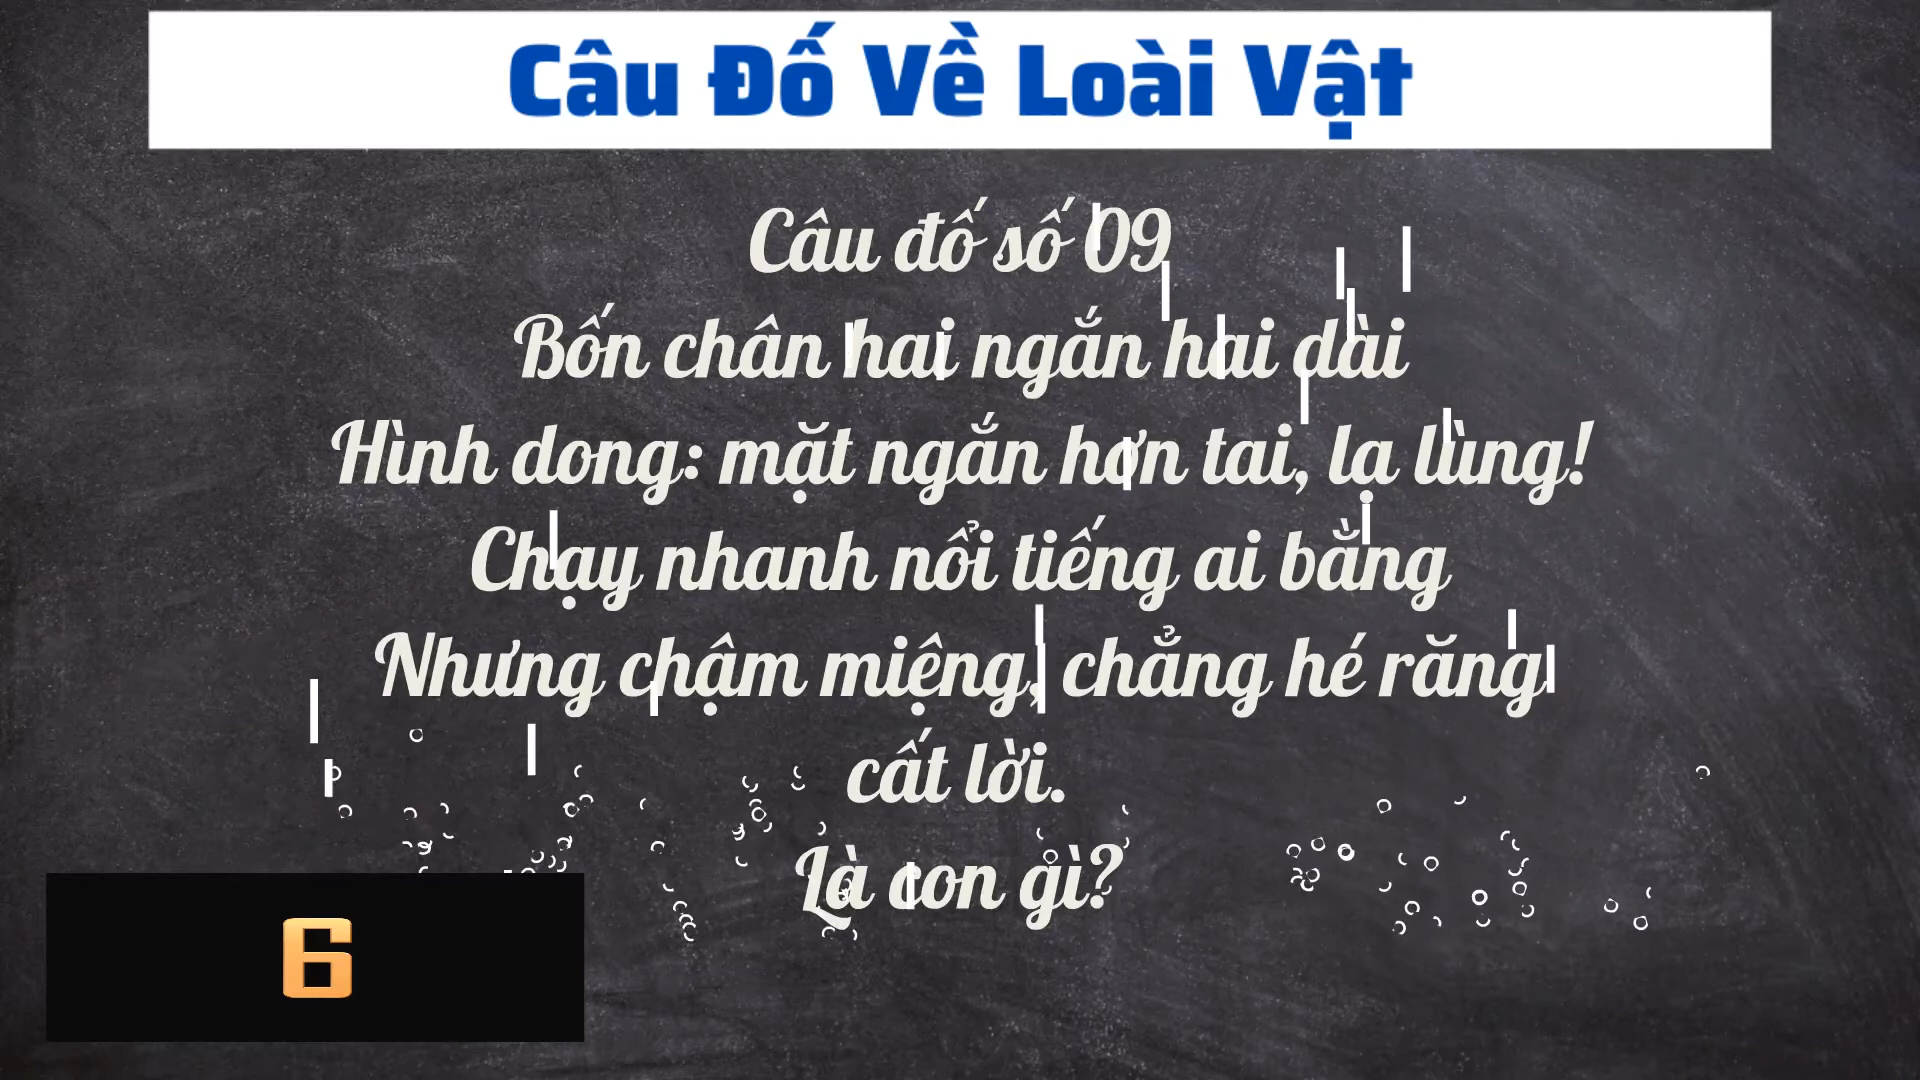 Câu Đố Về Loài Vật
Câu đố số 09
Bốn chân hai ngắn hai dài
Hình dong: mặt ngắn hơn tai, lạ lùng!
Chạy nhanh nổi tiếng ai bằng
Nhưng chậm miệng, chẳng hé răng
cất lời.
Là con gì?
6